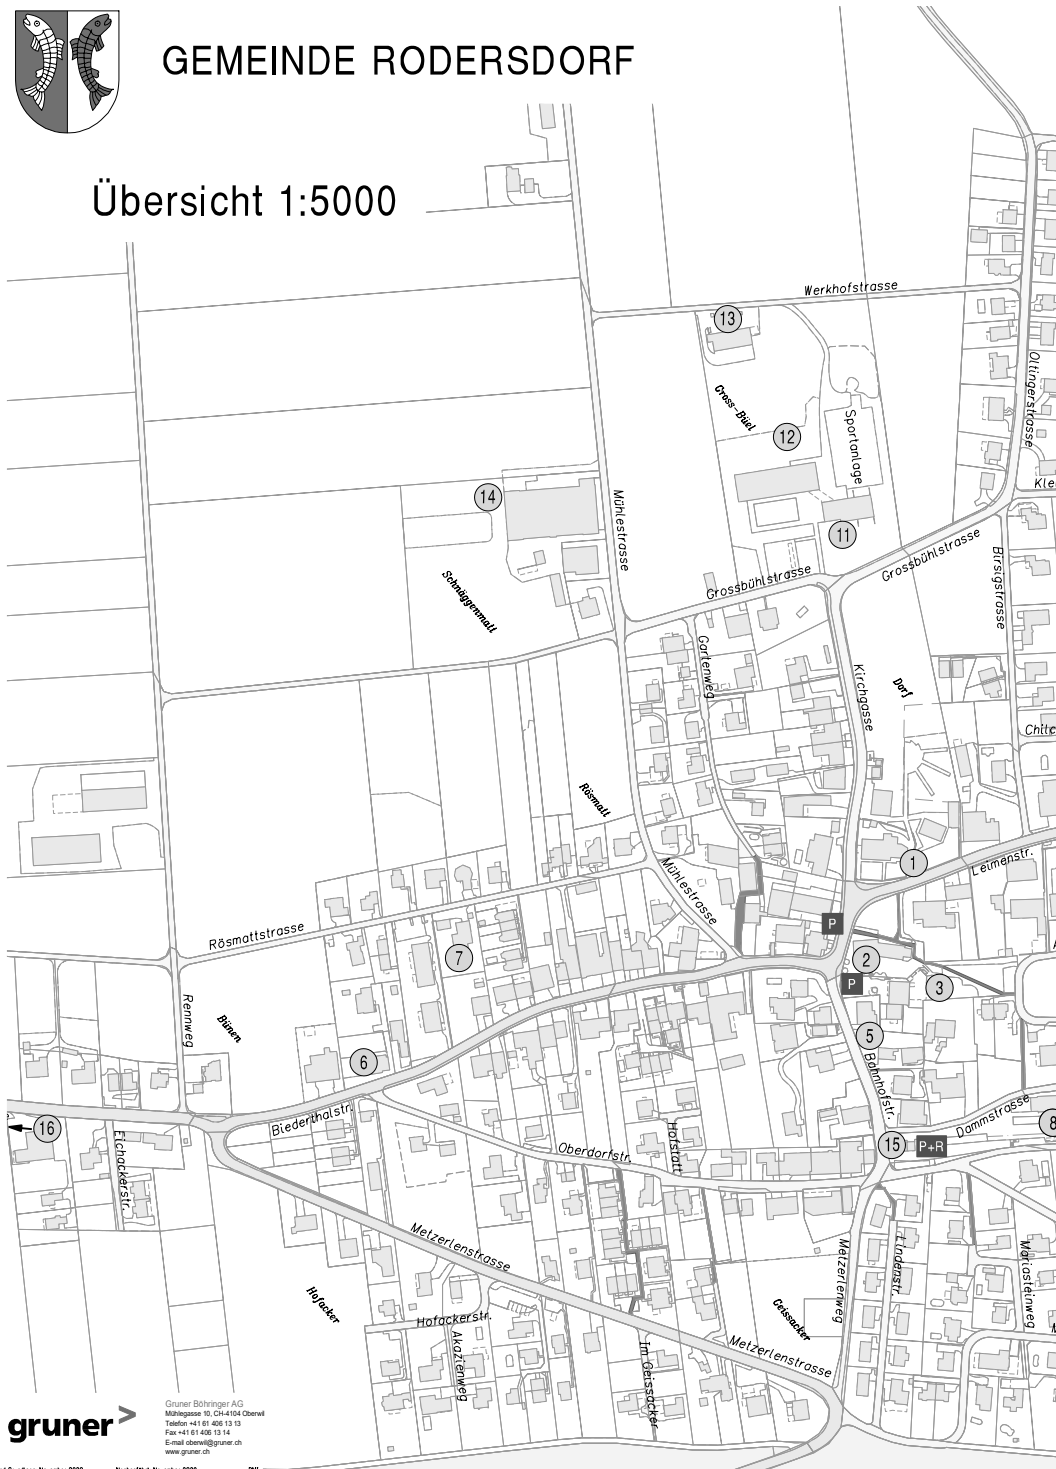 GEMEINDE RODERSDORF
Übersicht 1:5000
Werkhofstrasse
13
Oltingerstrasse
12
Sportanlage
14
Mühlestrasse
11
Grossbühlstrasse
Grossbühlstrasse
Birsigstrasse
Gartenweg
Kirchgasse
Dorf
Rösmatt
1
Leimenstr.
Mühlestrasse
P
Rösmattstrasse
7
2
P
3
Rennweg
Bünen
5
6
Bahnhofstr.
Biederthalstr.
Dammstrasse
8
16
Eichackerstr.
Hofstatt
15
P+R
Oberdorfstr.
Metzerlenstrasse
Metzerlenweg
Lindenstr.
Mariasteinweg
Hofacker
Geissacker
Hofackerstr.
Akazienweg
Im Geissacker
Metzerlenstrasse
gruner
Gruner Böhringer AG
Mühlegasse 10, CH-4104 Oberwil
Telefon +41 61 406 13 13
Fax +41 61 406 13 14
E-mail oberwil@gruner.ch
www.gruner.ch